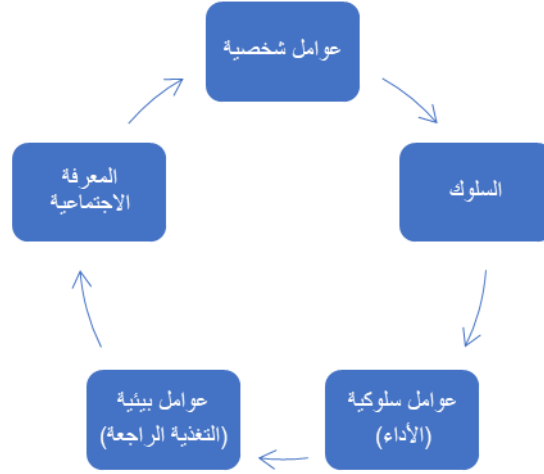 عوامل شخصية
السلوك
عوامل سلوكية
(الأداء)
عوامل بيئية
(التغذية الراجعة)
المعرفة
الاجتماعية